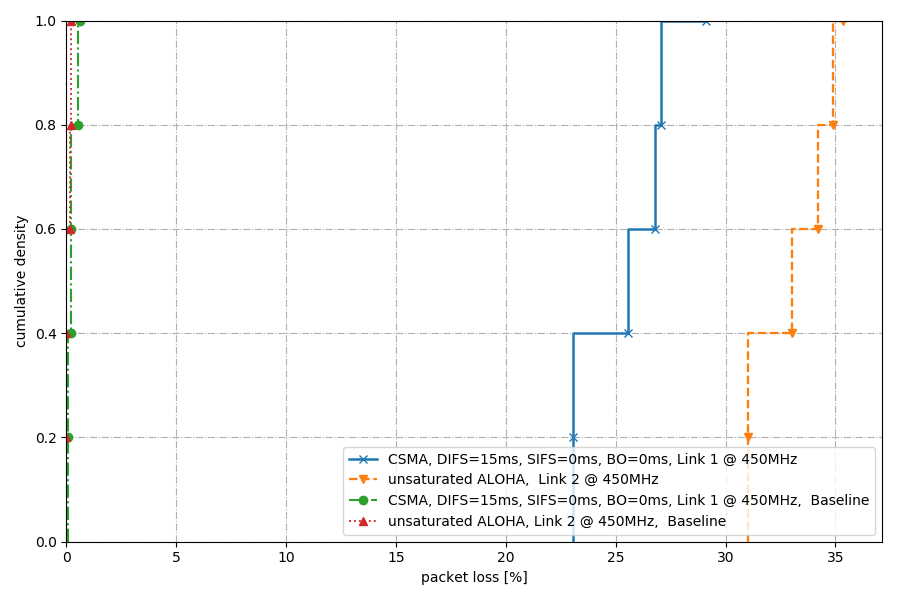 1.0
0.8
0.6
0.4
0.2
0.0
cumulative density
CSMA, DIFS=15ms, SIFS=0ms, BO=0ms, Link 1 @ 450MHz
unsaturated ALOHA,  Link 2 @ 450MHz
CSMA, DIFS=15ms, SIFS=0ms, BO=0ms, Link 1 @ 450MHz,  Baseline
unsaturated ALOHA, Link 2 @ 450MHz,  Baseline
0 5 10 15 20 25 30 35
packet loss [%]